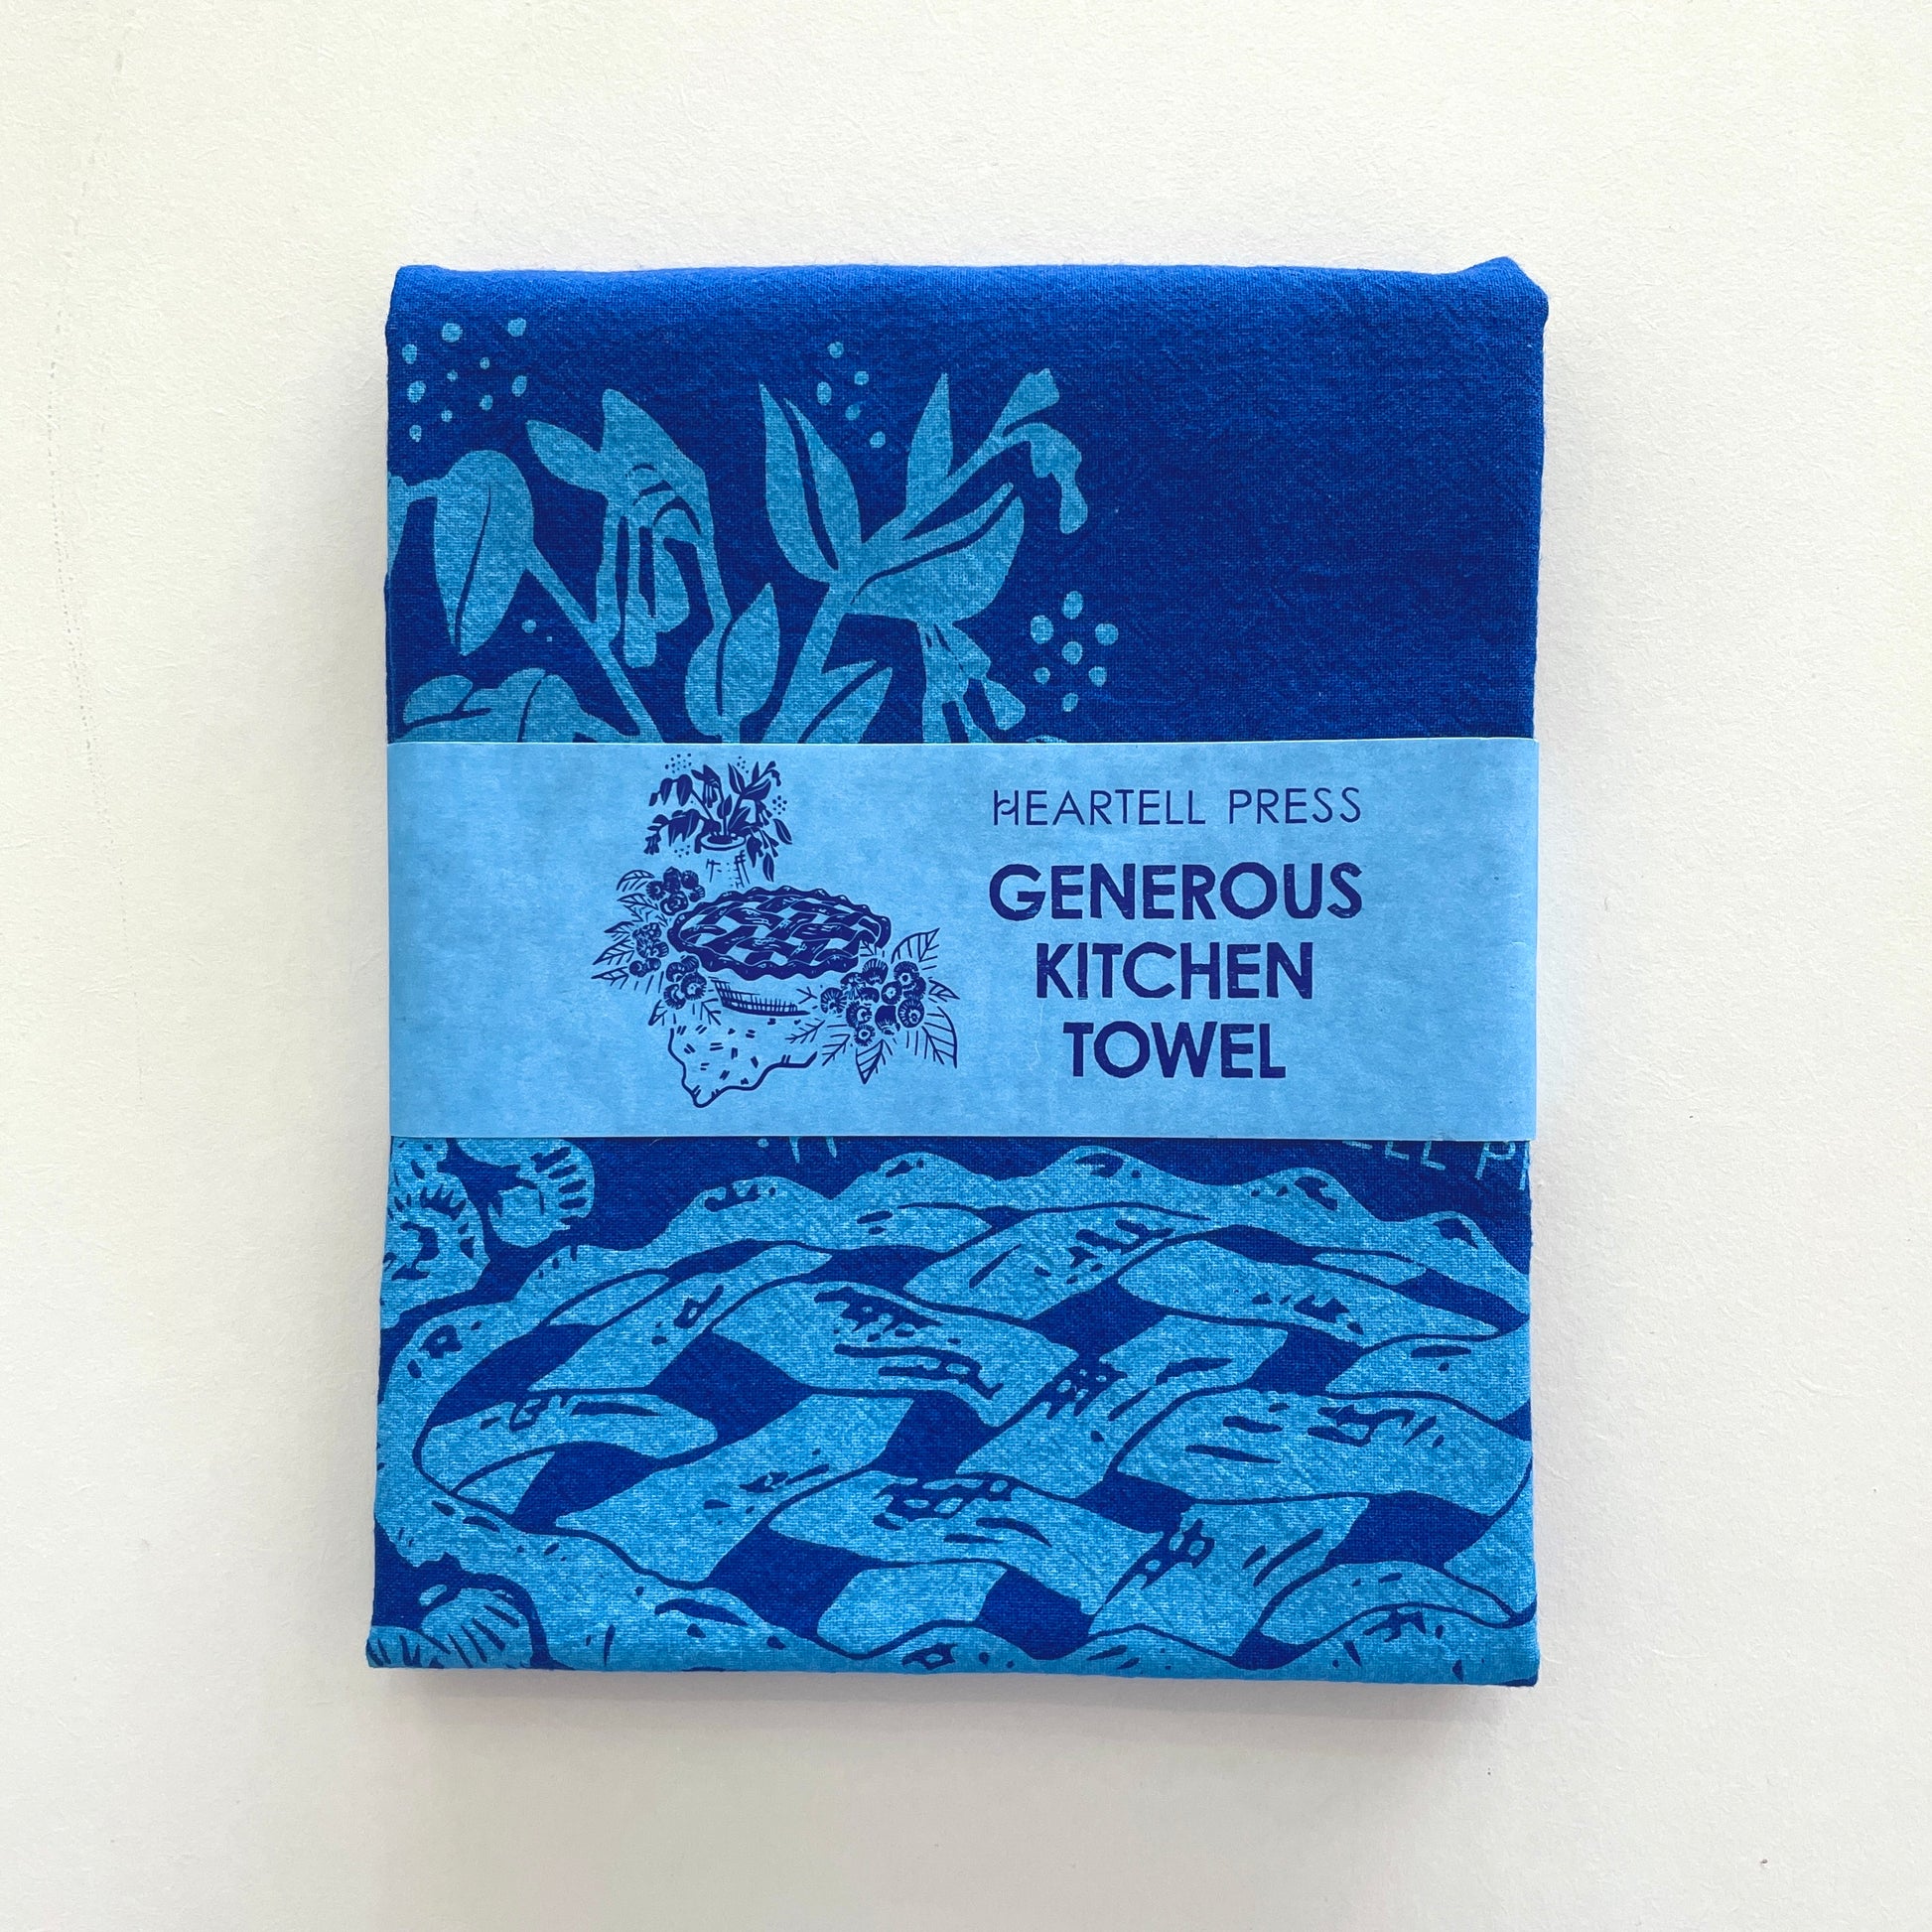 HEARTELL PRESS
GENEROUS
KITCHEN
TOWEL